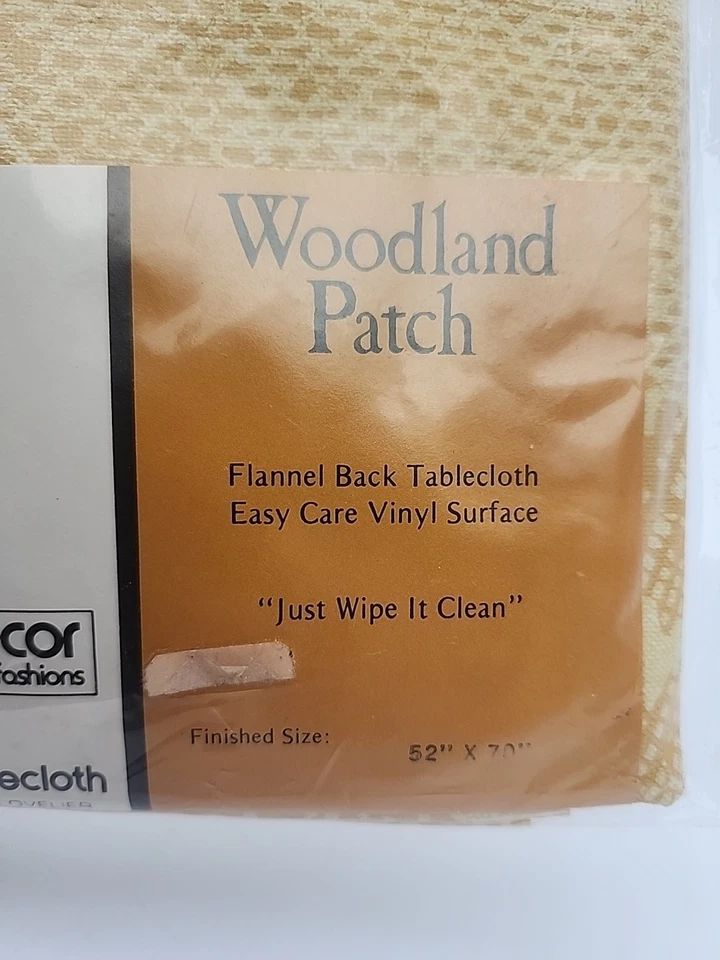 Woodland
Patch
Flannel Back Tablecloth
Easy Care Vinyl Surface
"Just Wipe It Clean"
cor
fashions
Finished Size: 52" X 70"
ecloth